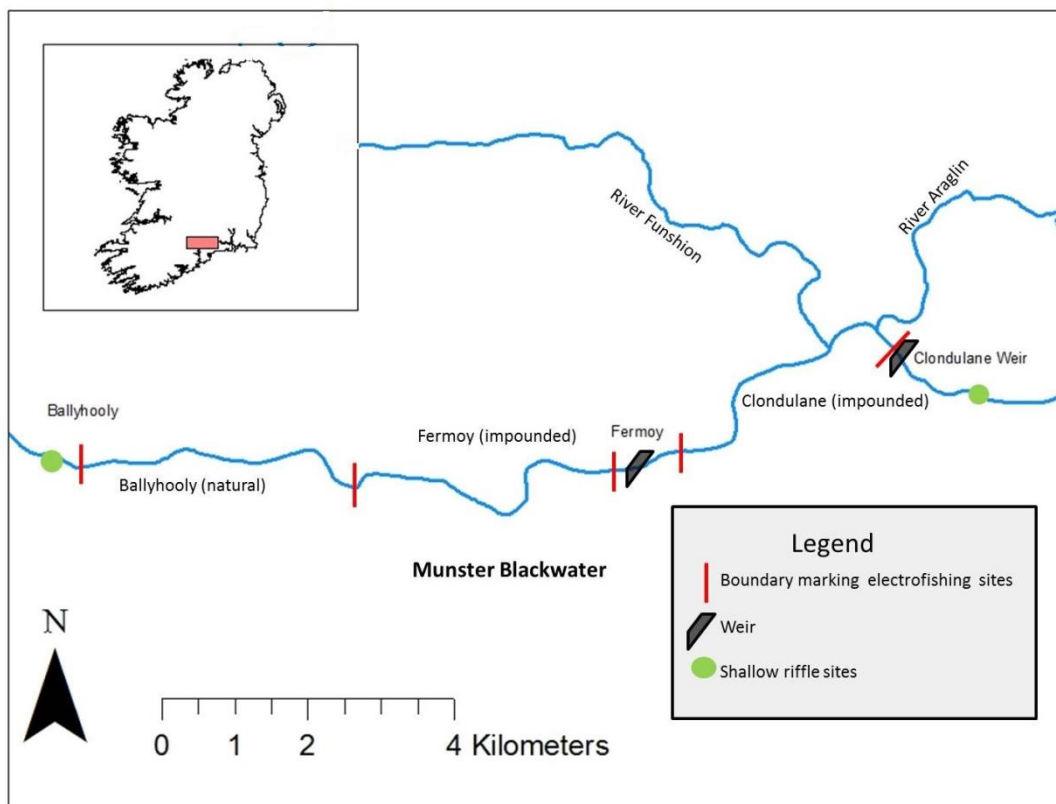 River Funshion
River Araglin
Clondulane Weir
Clondulane (impounded)
Ballyhooly
Fermoy (impounded)
Fermoy
Ballyhooly (natural)
Munster Blackwater
Legend
Boundary marking electrofishing sites
Weir
Shallow riffle sites
N
0 1 2 4 Kilometers